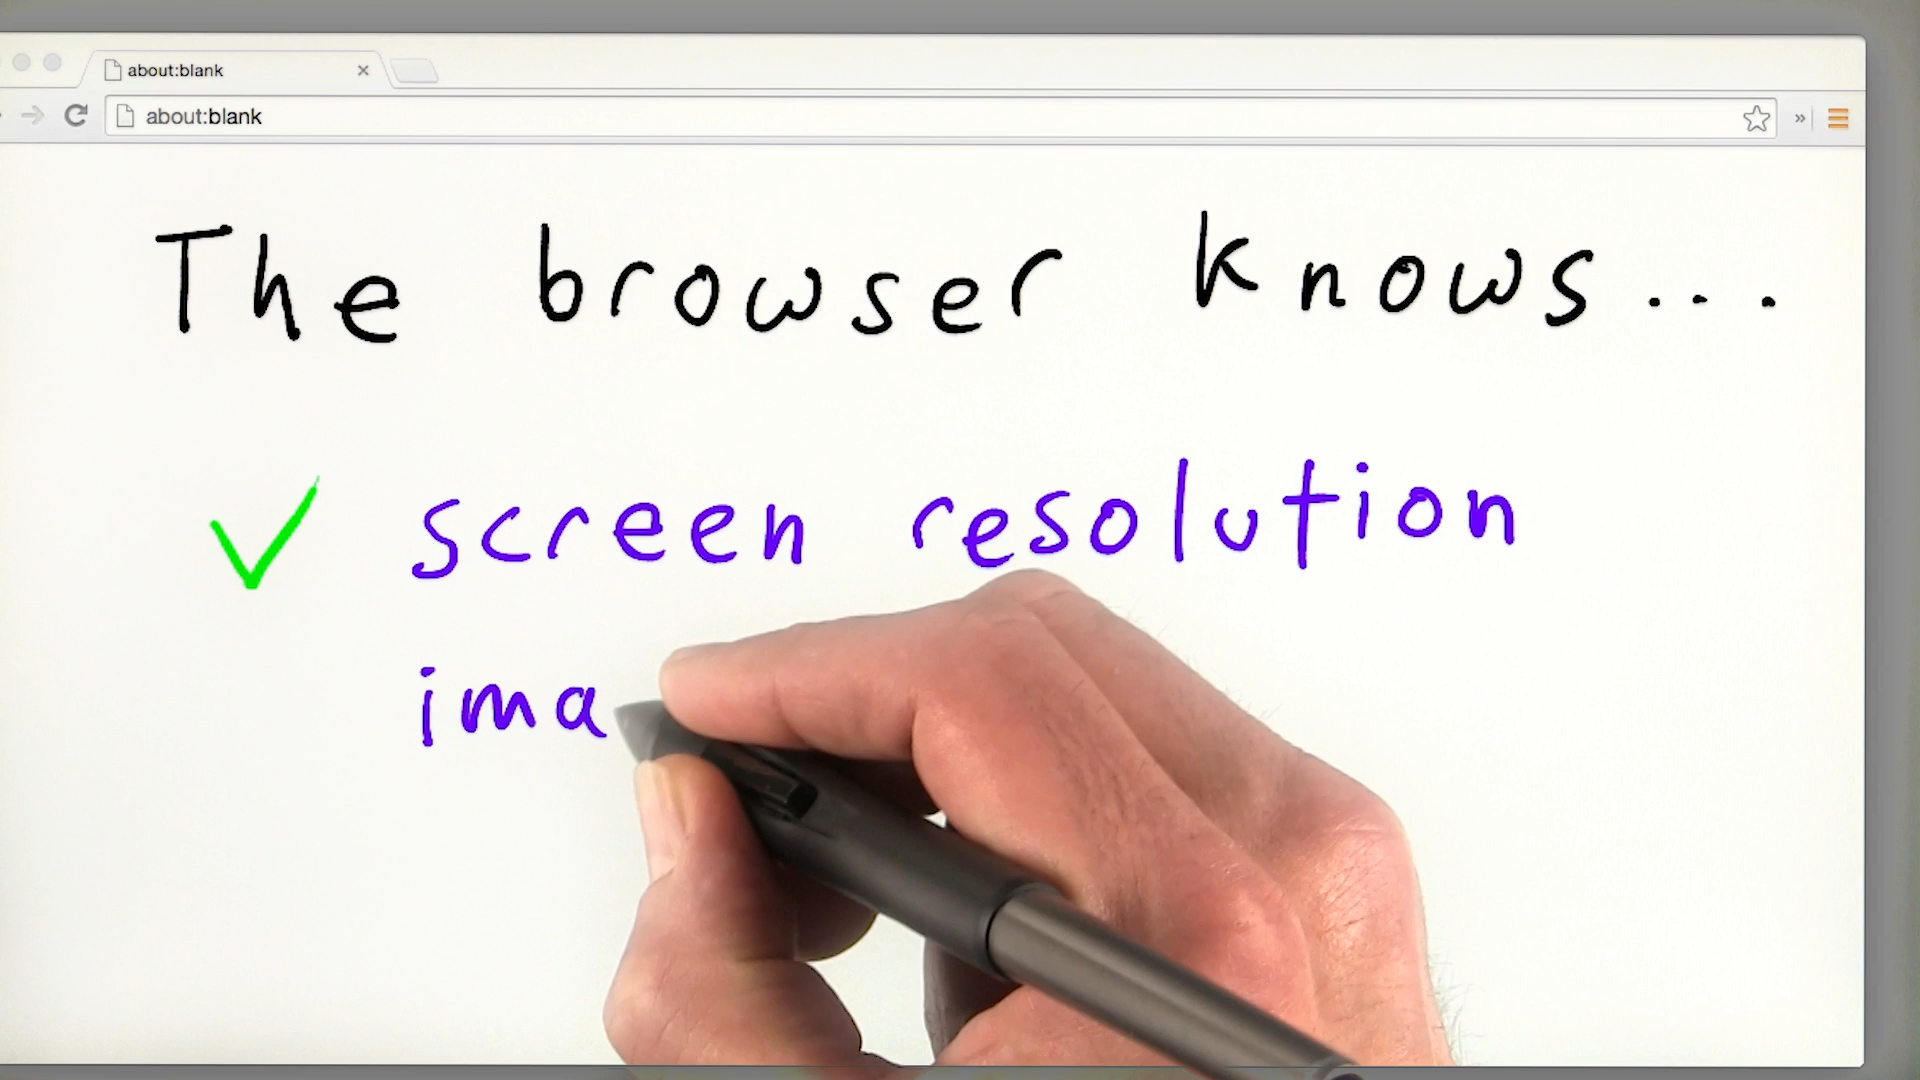 about:blank
about:blank
The browser knows...
screen resolution
ima